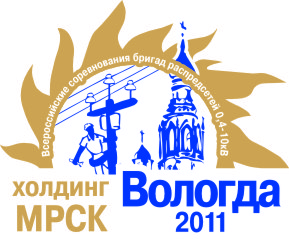 Всероссийские соревнования бригад распредсетей 0,4-10кВ
холдинг
МРСК
Вологда
2011